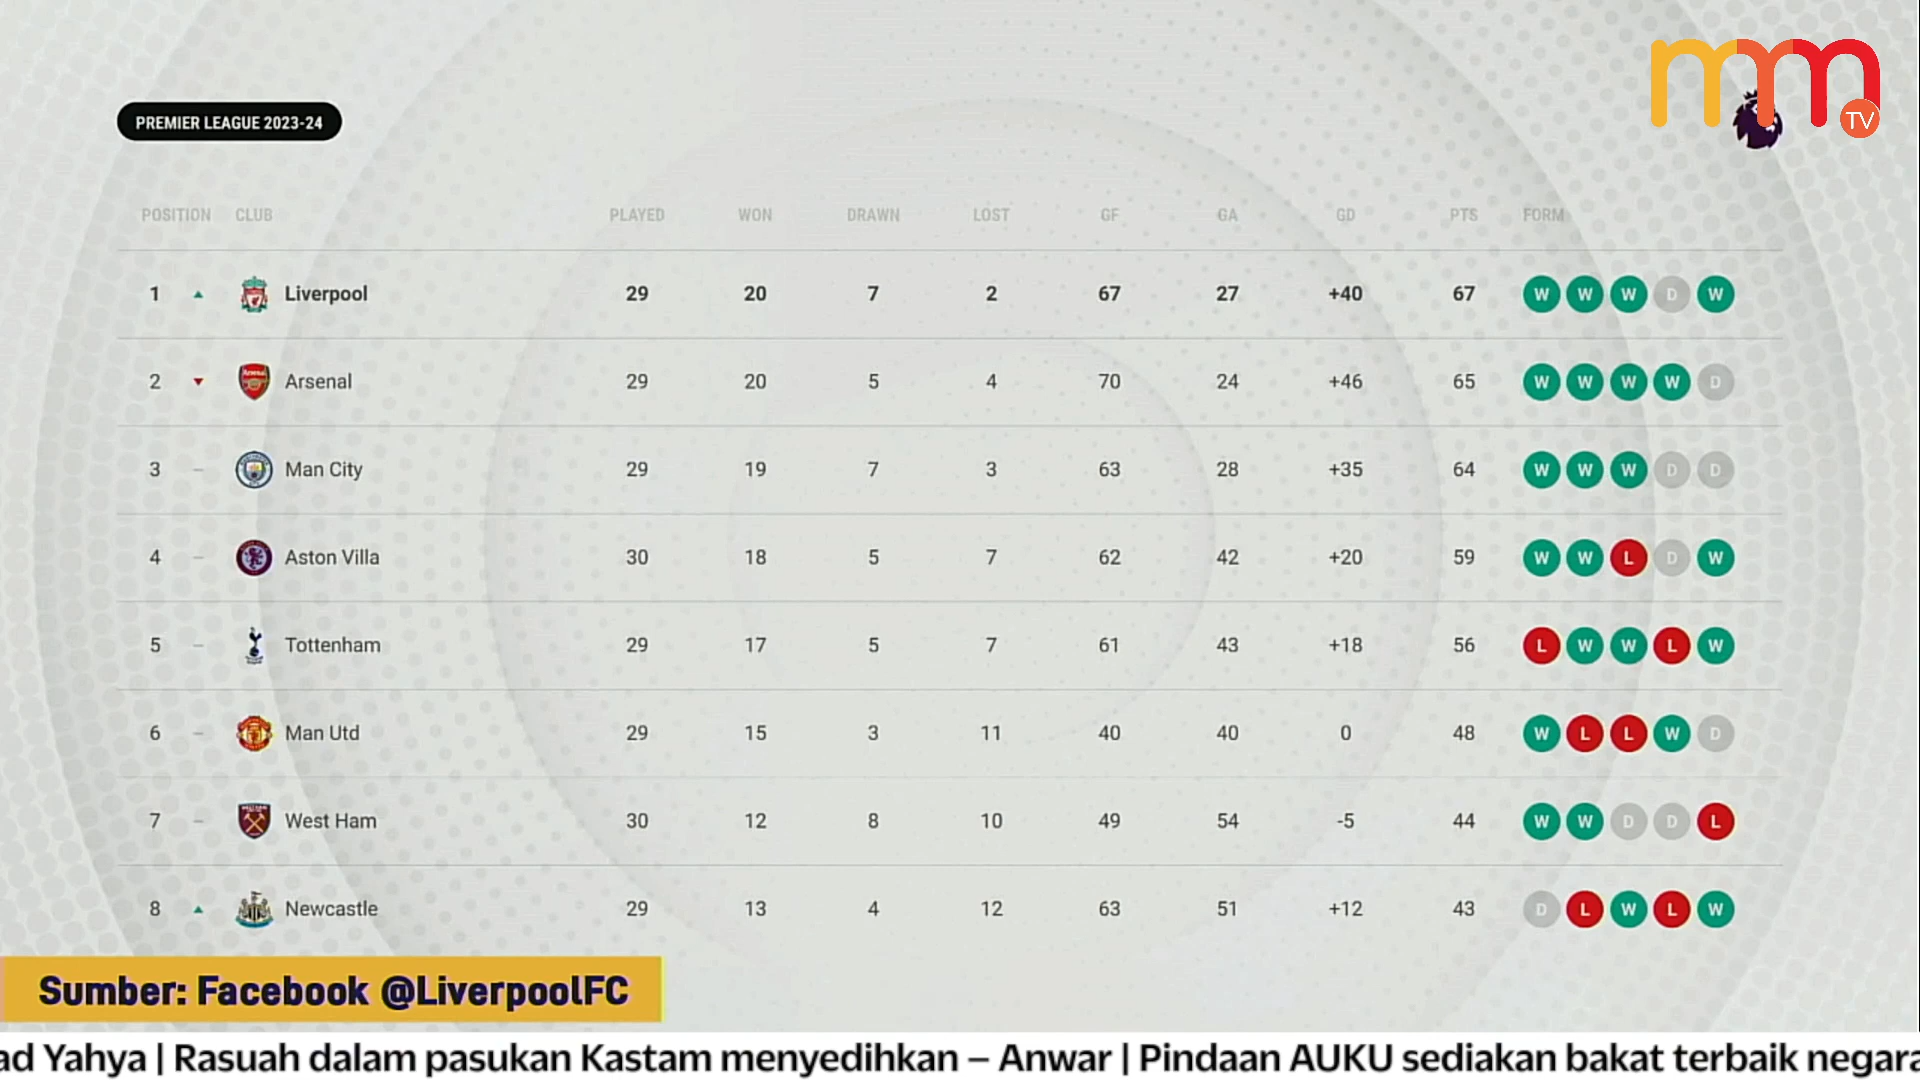 mm TV
PREMIER LEAGUE 2023-24
POSITION CLUB PLAYED WON DRAWN LOST GF GA GD PTS FORM
1 Liverpool 29 20 7 2 67 27 +40 67 W W W D W
2 Arsenal 29 20 5 4 70 24 +46 65 W W W W D
3 Man City 29 19 7 3 63 28 +35 64 W W W D D
4 Aston Villa 30 18 5 7 62 42 +20 59 W W L D W
5 Tottenham 29 17 5 7 61 43 +18 56 L W W L W
6 Man Utd 29 15 3 11 40 40 0 48 W L L W D
7 West Ham 30 12 8 10 49 54 -5 44 W W D D L
8 Newcastle 29 13 4 12 63 51 +12 43 D L W L W
Sumber: Facebook @LiverpoolFC
ad Yahya | Rasuah dalam pasukan Kastam menyedihkan – Anwar | Pindaan AUKU sediakan bakat terbaik negara